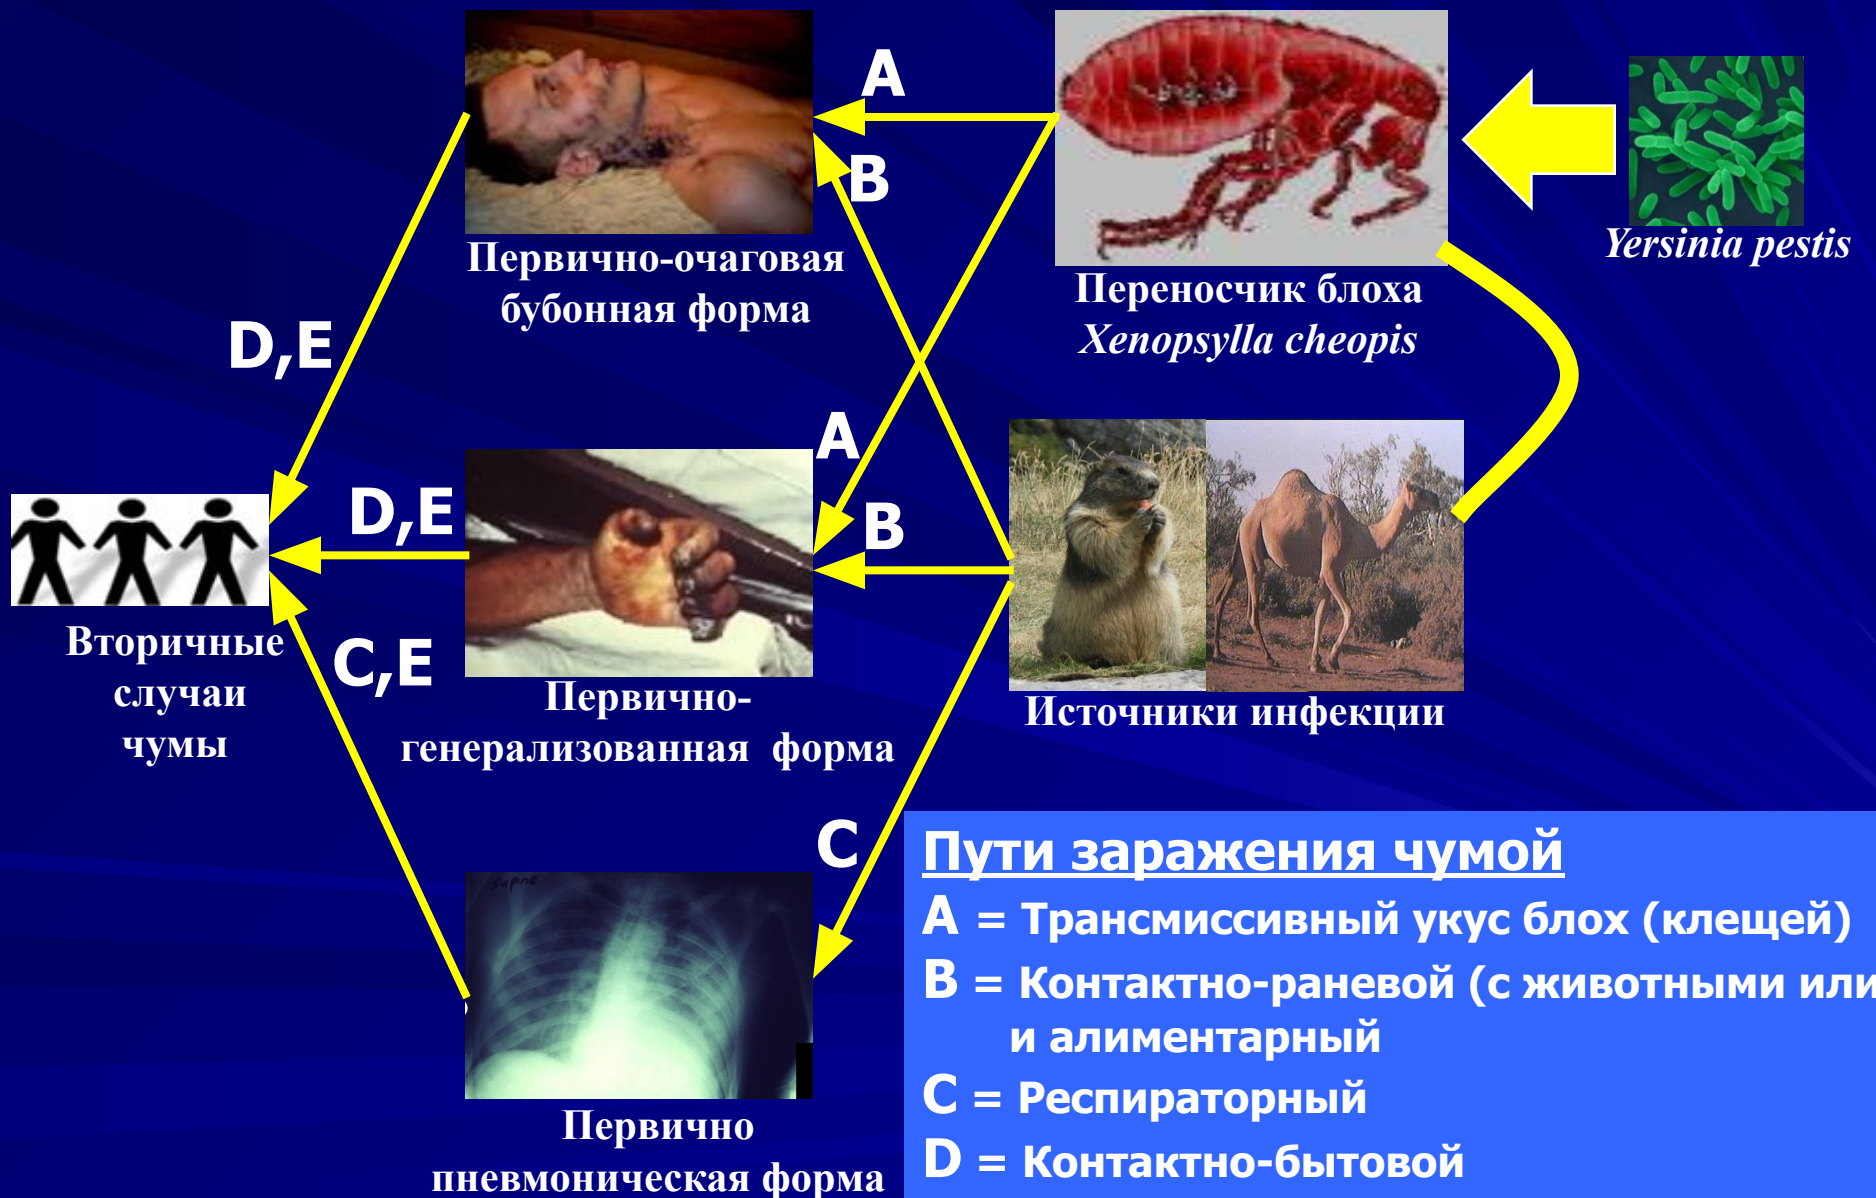 A
B
Yersinia pestis
Первично-очаговая
бубонная форма
Переносчик блоха
Xenopsylla cheopis
D,E
A
D,E
B
Вторичные
случаи
чумы
C,E
Первично-
генерализованная форма
Источники инфекции
C
supine
Первично
пневмоническая форма
Пути заражения чумой
A = Трансмиссивный укус блох (клещей)
B = Контактно-раневой (с животными или
и алиментарный
C = Респираторный
D = Контактно-бытовой